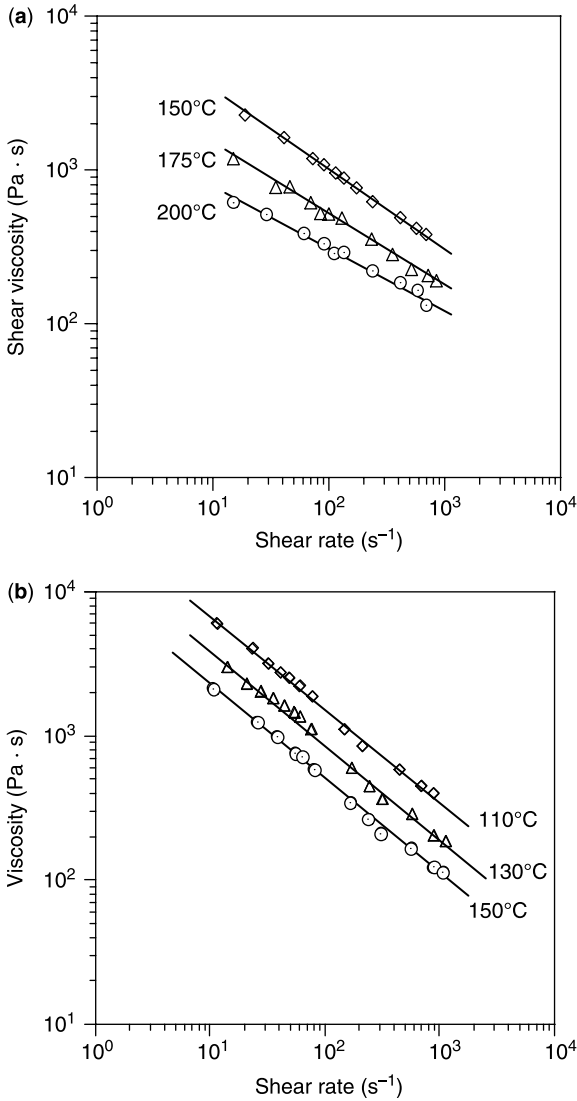 (a)
10⁴
10³
10²
10¹
Shear viscosity (Pa · s)
150°C
175°C
200°C
10⁰ 10¹ 10² 10³ 10⁴
Shear rate (s⁻¹)
(b)
10⁴
10³
10²
10¹
Viscosity (Pa · s)
110°C
130°C
150°C
10⁰ 10¹ 10² 10³ 10⁴
Shear rate (s⁻¹)